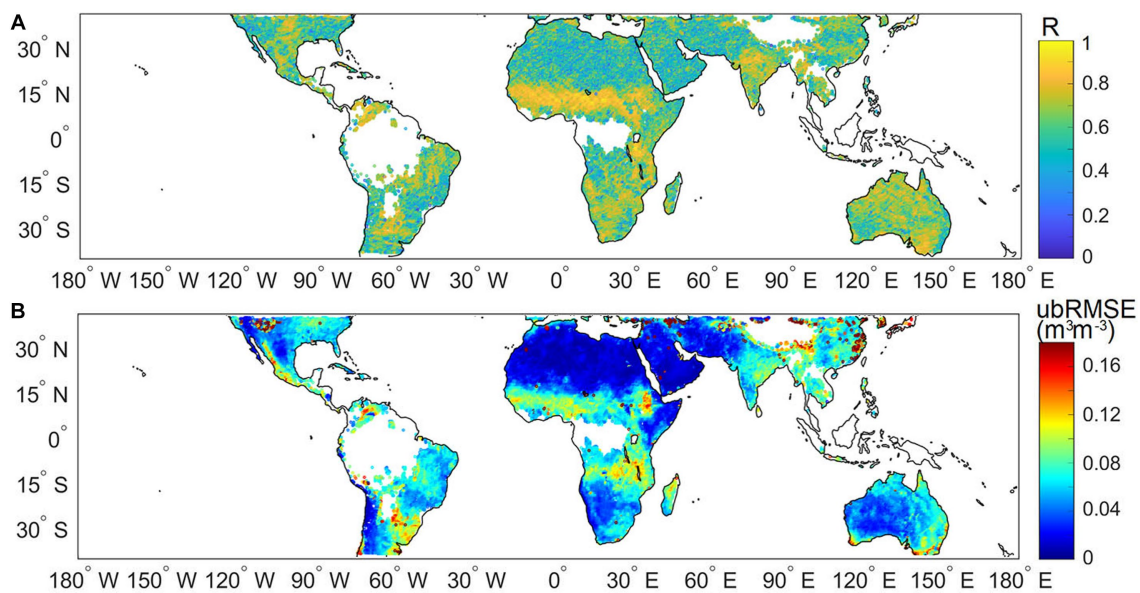 A
R
30° N
15° N
0°
15° S
30° S
1
0.8
0.6
0.4
0.2
0
180° W 150° W 120° W 90° W 60° W 30° W 0° 30° E 60° E 90° E 120° E 150° E 180° E
B
ubRMSE
(m³m⁻³)
30° N
15° N
0°
15° S
30° S
0.16
0.12
0.08
0.04
0
180° W 150° W 120° W 90° W 60° W 30° W 0° 30° E 60° E 90° E 120° E 150° E 180° E